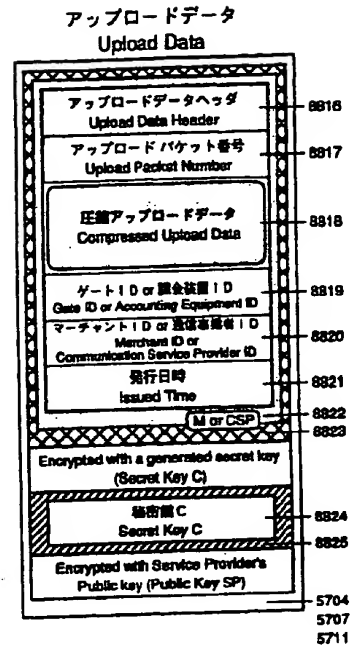 アップロードデータ
Upload Data
アップロードデータヘッダ
Upload Data Header
8816
アップロード パケット番号
Upload Packet Number
8817
圧縮アップロードデータ
Compressed Upload Data
8818
ゲートID or 課金装置ID
Gate ID or Accounting Equipment ID
8819
マーチャントID or 通信事業者ID
Merchant ID or
Communication Service Provider ID
8820
発行日時
Issued Time
8821
M or CSP
8822
8823
Encrypted with a generated secret key
(Secret Key C)
秘密鍵C
Secret Key C
8824
8825
Encrypted with Service Provider's
Public key (Public Key SP)
5704
5707
5711